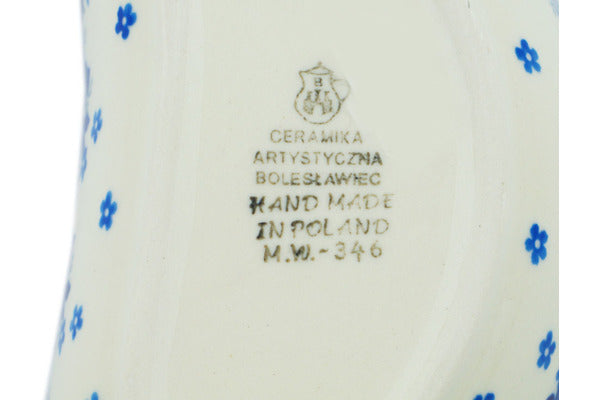 B
CERAMIKA
ARTYSTYCZNA
BOLESŁAWIEC
HAND MADE
IN POLAND
M.W.-346